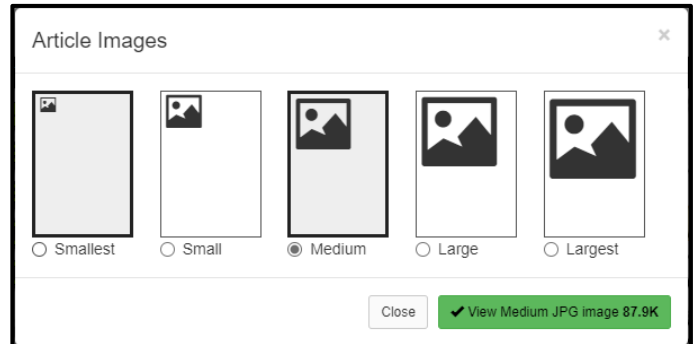 Article Images
×
Smallest
Small
Medium
Large
Largest
Close
✔ View Medium JPG image 87.9K